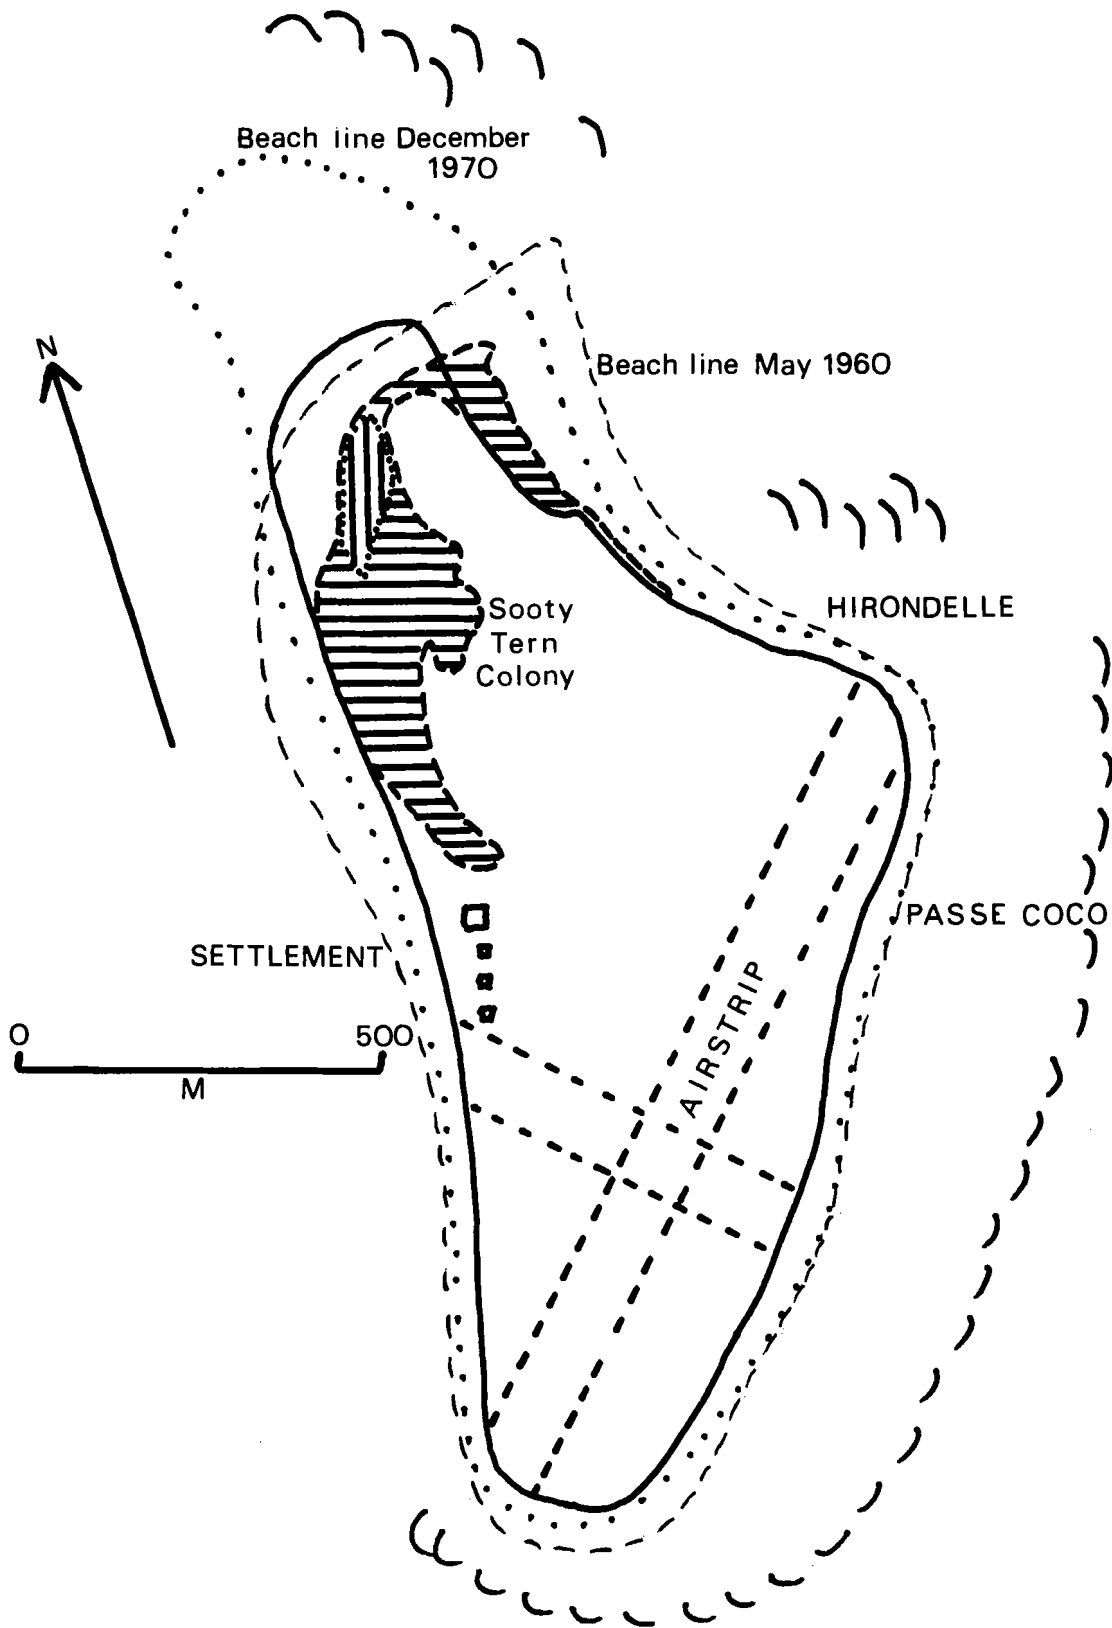 Beach line December
1970
N
Beach line May 1960
HIRONDELLE
Sooty
Tern
Colony
PASSE COCO
SETTLEMENT
AIRSTRIP
0 500
M